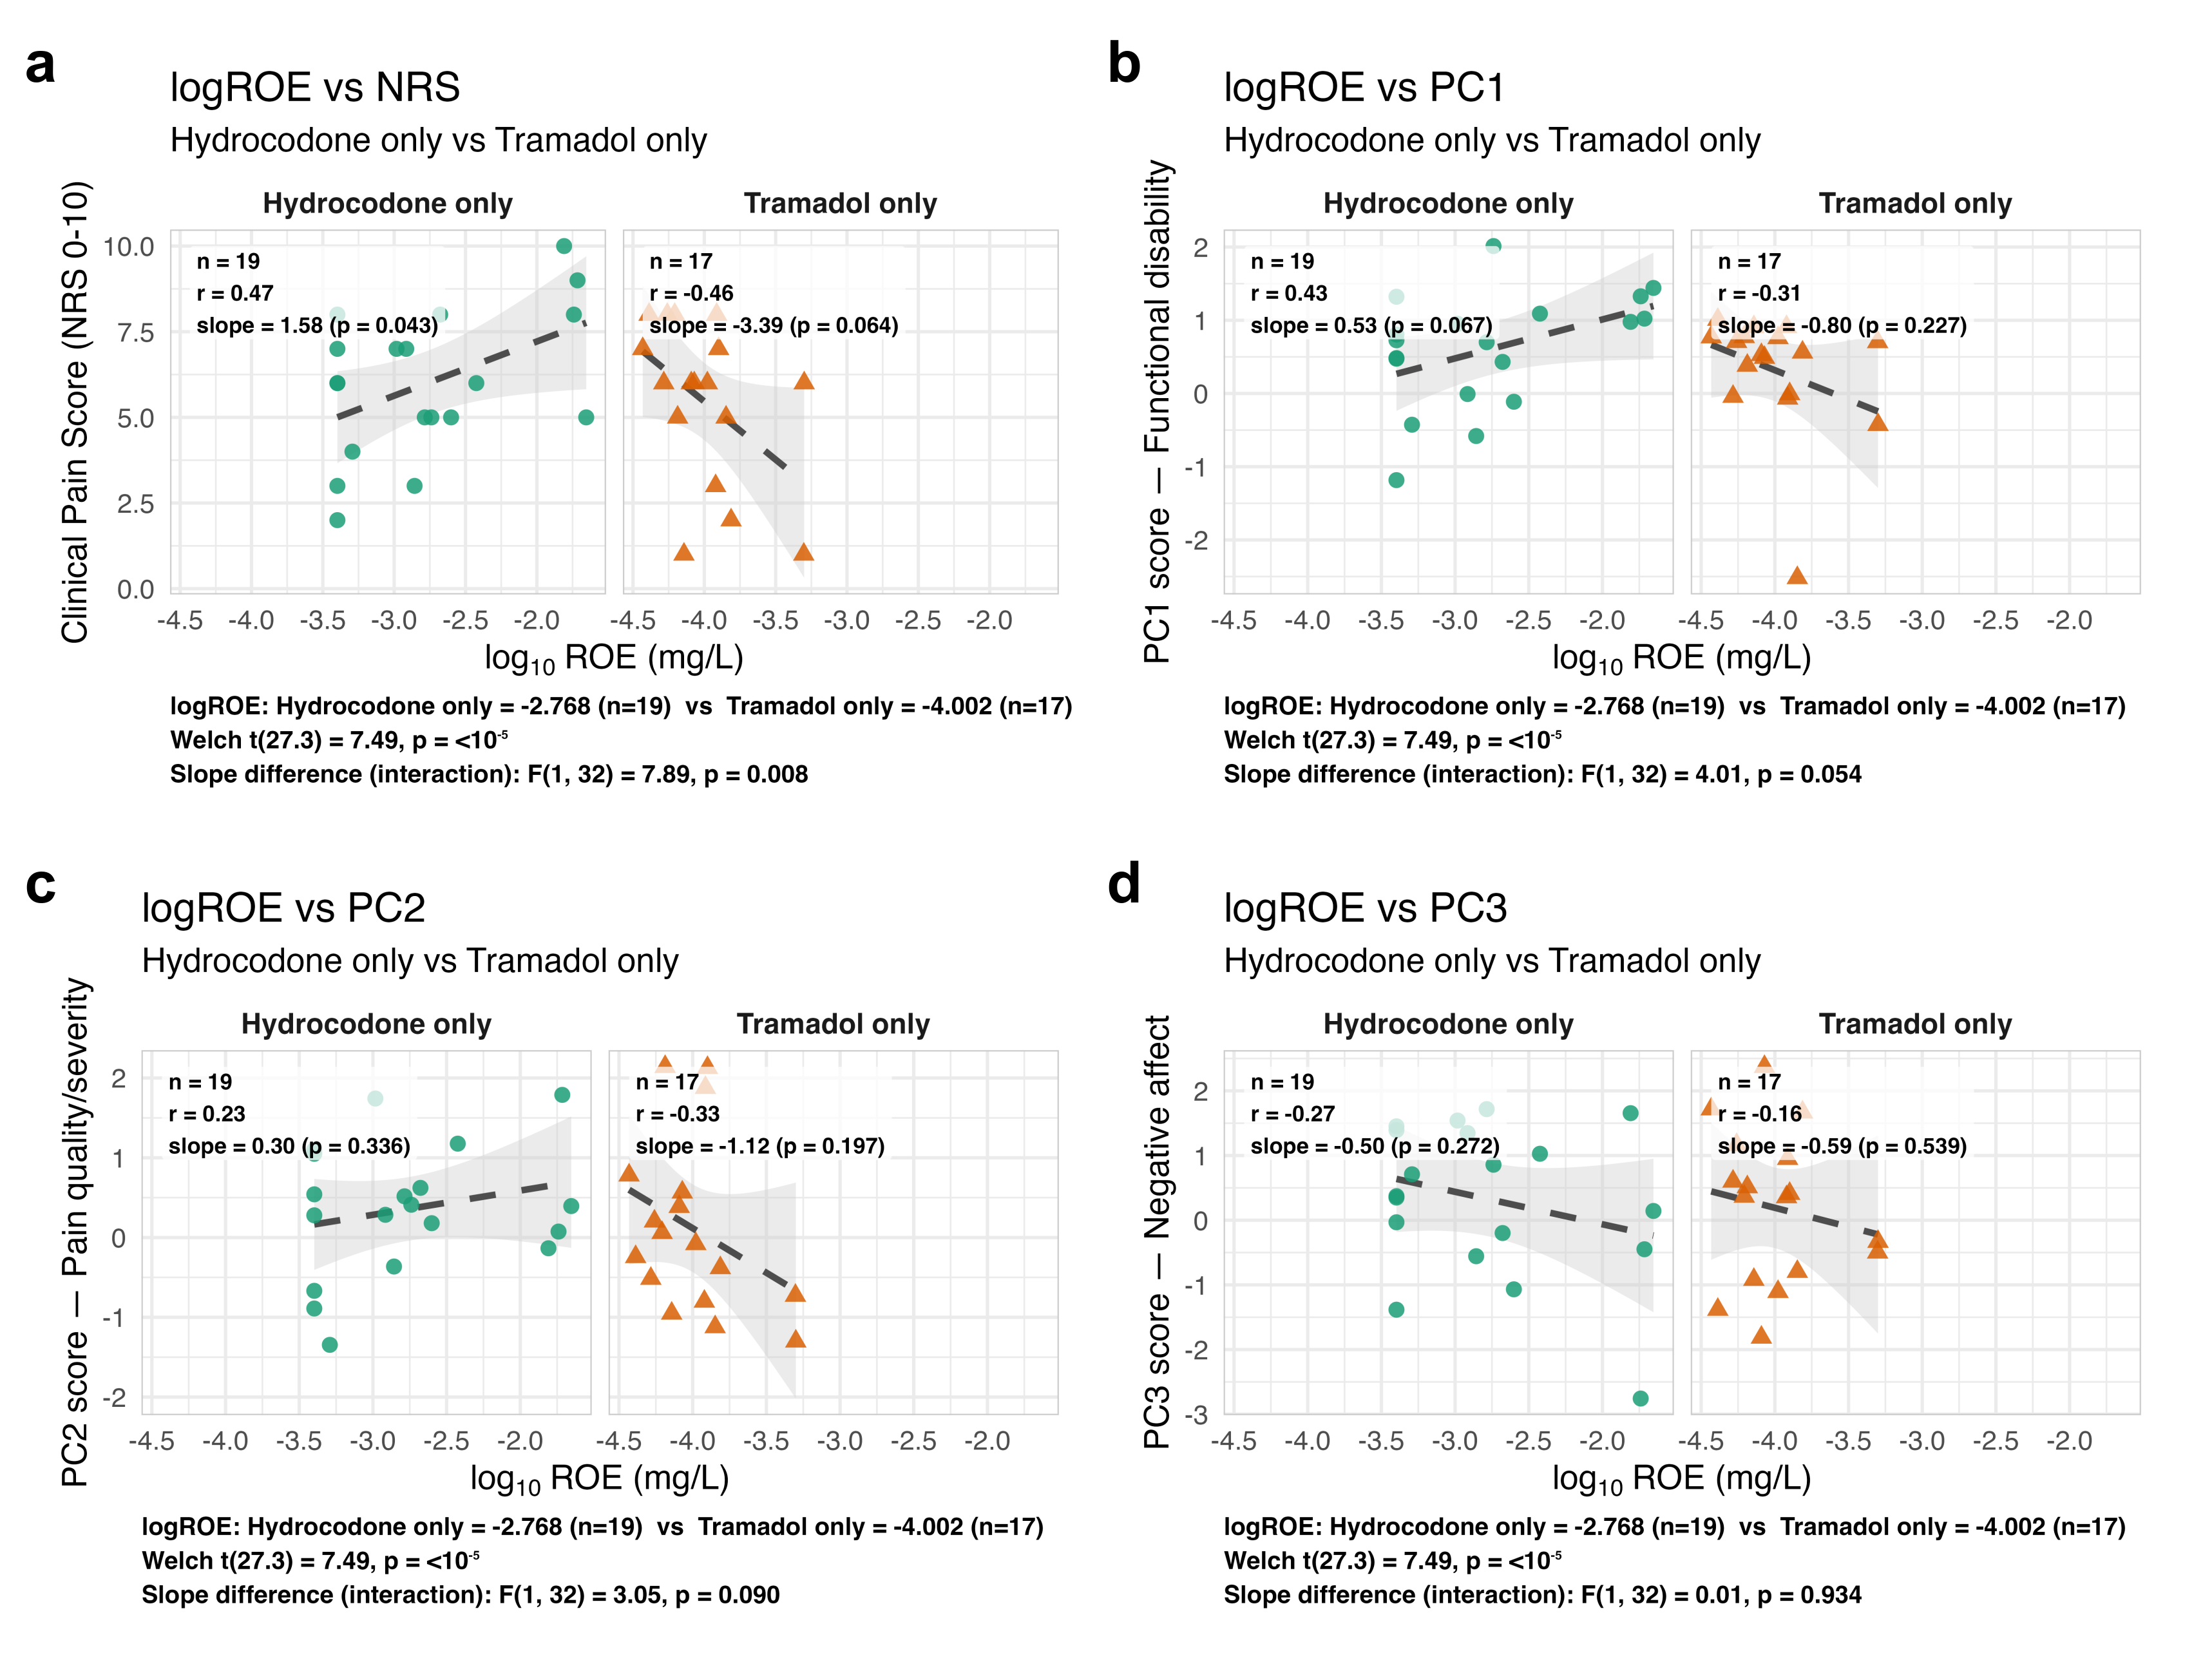 a
logROE vs NRS
Hydrocodone only vs Tramadol only
Hydrocodone only
Tramadol only
Clinical Pain Score (NRS 0-10)
10.0
7.5
5.0
2.5
0.0
n = 19
r = 0.47
slope = 1.58 (p = 0.043)
n = 17
r = -0.46
slope = -3.39 (p = 0.064)
-4.5 -4.0 -3.5 -3.0 -2.5 -2.0
-4.5 -4.0 -3.5 -3.0 -2.5 -2.0
log10 ROE (mg/L)
logROE: Hydrocodone only = -2.768 (n=19) vs Tramadol only = -4.002 (n=17)
Welch t(27.3) = 7.49, p = <10-5
Slope difference (interaction): F(1, 32) = 7.89, p = 0.008
b
logROE vs PC1
Hydrocodone only vs Tramadol only
Hydrocodone only
Tramadol only
PC1 score — Functional disability
2
1
0
-1
-2
n = 19
r = 0.43
slope = 0.53 (p = 0.067)
n = 17
r = -0.31
slope = -0.80 (p = 0.227)
-4.5 -4.0 -3.5 -3.0 -2.5 -2.0
-4.5 -4.0 -3.5 -3.0 -2.5 -2.0
log10 ROE (mg/L)
logROE: Hydrocodone only = -2.768 (n=19) vs Tramadol only = -4.002 (n=17)
Welch t(27.3) = 7.49, p = <10-5
Slope difference (interaction): F(1, 32) = 4.01, p = 0.054
c
logROE vs PC2
Hydrocodone only vs Tramadol only
Hydrocodone only
Tramadol only
PC2 score — Pain quality/severity
2
1
0
-1
-2
n = 19
r = 0.23
slope = 0.30 (p = 0.336)
n = 17
r = -0.33
slope = -1.12 (p = 0.197)
-4.5 -4.0 -3.5 -3.0 -2.5 -2.0
-4.5 -4.0 -3.5 -3.0 -2.5 -2.0
log10 ROE (mg/L)
logROE: Hydrocodone only = -2.768 (n=19) vs Tramadol only = -4.002 (n=17)
Welch t(27.3) = 7.49, p = <10-5
Slope difference (interaction): F(1, 32) = 3.05, p = 0.090
d
logROE vs PC3
Hydrocodone only vs Tramadol only
Hydrocodone only
Tramadol only
PC3 score — Negative affect
2
1
0
-1
-2
-3
n = 19
r = -0.27
slope = -0.50 (p = 0.272)
n = 17
r = -0.16
slope = -0.59 (p = 0.539)
-4.5 -4.0 -3.5 -3.0 -2.5 -2.0
-4.5 -4.0 -3.5 -3.0 -2.5 -2.0
log10 ROE (mg/L)
logROE: Hydrocodone only = -2.768 (n=19) vs Tramadol only = -4.002 (n=17)
Welch t(27.3) = 7.49, p = <10-5
Slope difference (interaction): F(1, 32) = 0.01, p = 0.934